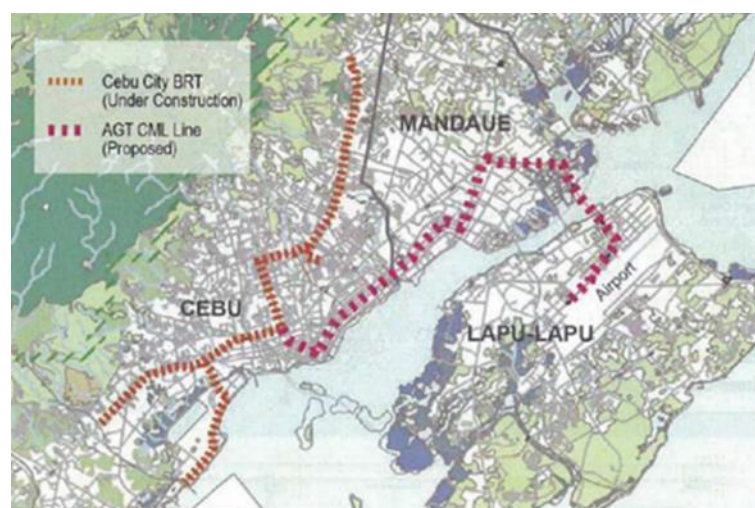 Cebu City BRT
(Under Construction)
AGT CML Line
(Proposed)
MANDAUE
CEBU
Airport
LAPU-LAPU